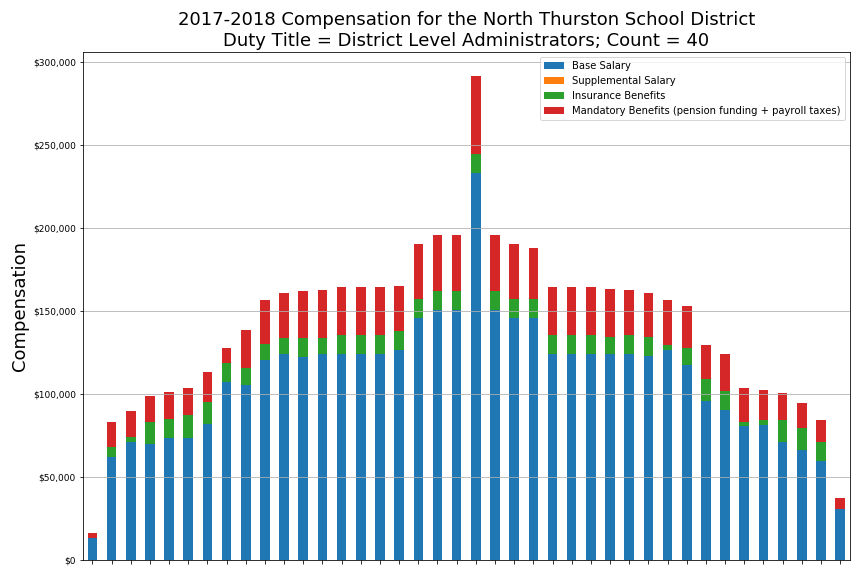 2017-2018 Compensation for the North Thurston School District
Duty Title = District Level Administrators; Count = 40
Base Salary
Supplemental Salary
Insurance Benefits
Mandatory Benefits (pension funding + payroll taxes)
Compensation
$300,000
$250,000
$200,000
$150,000
$100,000
$50,000
$0